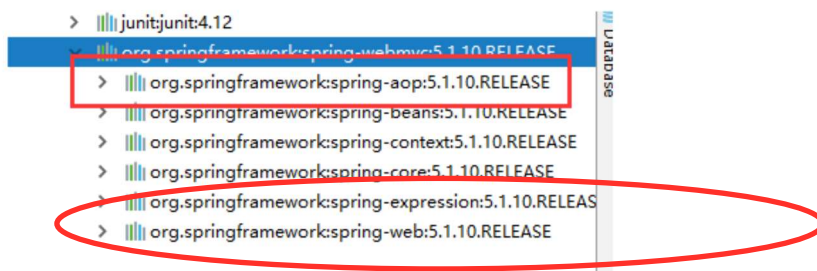 junit:junit:4.12
org.springframework:spring-webmvc:5.1.10.RELEASE
org.springframework:spring-aop:5.1.10.RELEASE
org.springframework:spring-beans:5.1.10.RELEASE
org.springframework:spring-context:5.1.10.RELEASE
org.springframework:spring-core:5.1.10.RELEASE
org.springframework:spring-expression:5.1.10.RELEAS
org.springframework:spring-web:5.1.10.RELEASE
Database